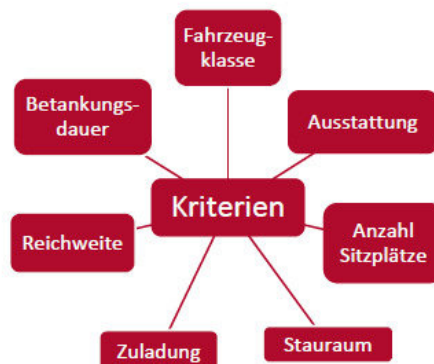 Fahrzeug-
klasse
Betankungs-
dauer
Ausstattung
Kriterien
Reichweite
Anzahl
Sitzplätze
Zuladung
Stauraum